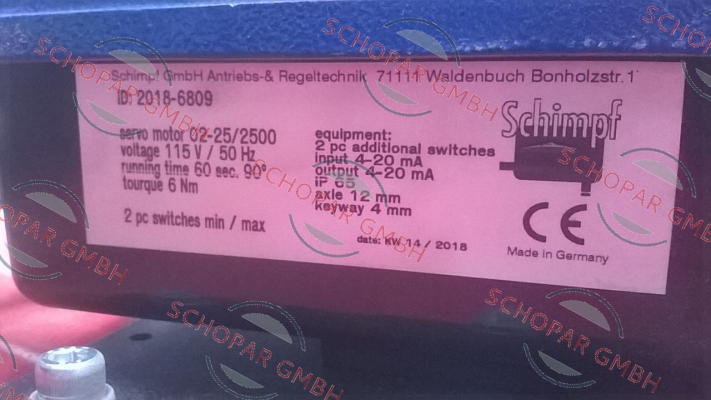 Schimpf GmbH Antriebs-& Regeltechnik 71111 Waldenbuch Bonholzstr.1
ID: 2018-6809
servo motor 02-25/2500
voltage 115 V / 50 Hz
running time 60 sec. 90°
tourque 6 Nm
2 pc switches min / max
equipment:
2 pc additional switches
input 4-20 mA
output 4-20 mA
IP 65
axle 12 mm
keyway 4 mm
date: KW 14 / 2018
Schimpf
CE
Made in Germany
SCHOPAR GMBH
SCHOPAR GMBH
SCHOPAR GMBH
SCHOPAR GMBH
SCHOPAR GMBH
SCHOPAR GMBH
SCHOPAR GMBH
SCHOPAR GMBH